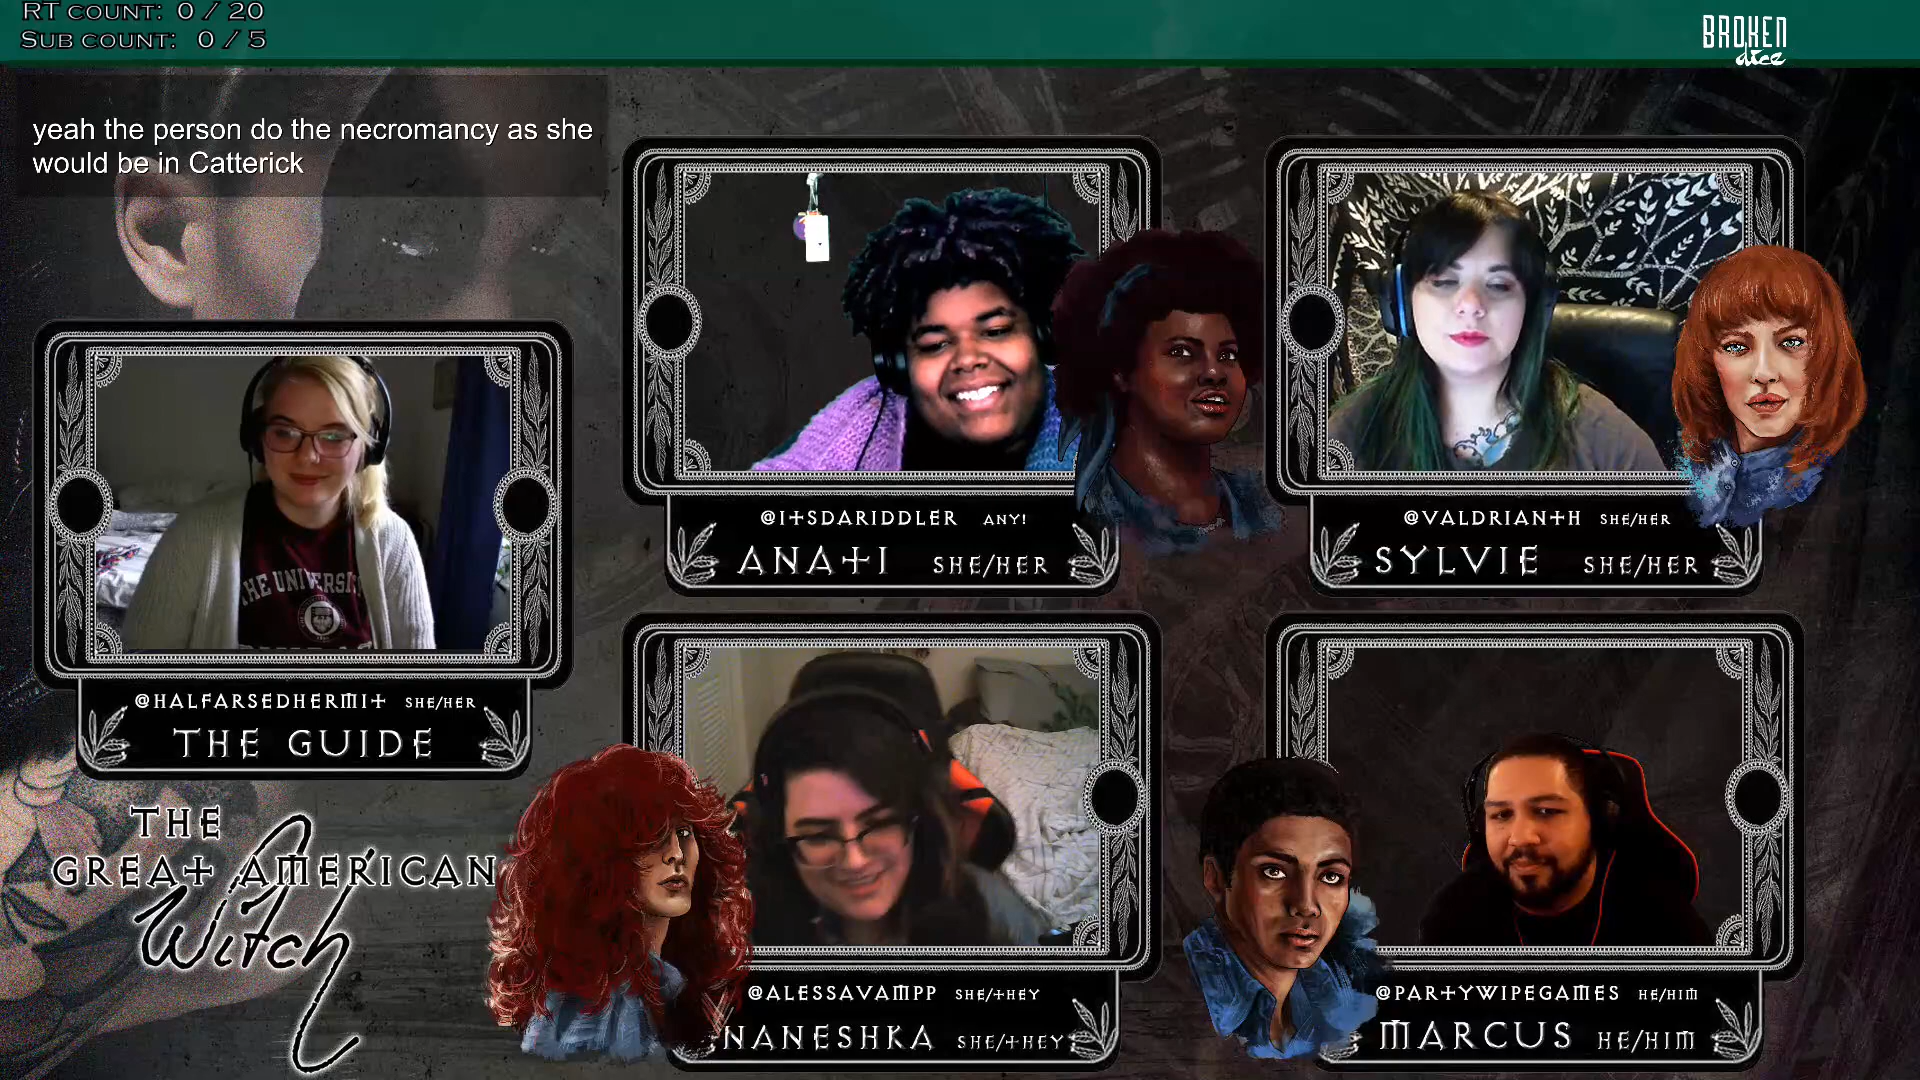 RT COUNT: 0 / 20
SUB COUNT: 0 / 5
BROKEN
dice
yeah the person do the necromancy as she
would be in Catterick
@ITSDARIDDLER ANY!
ANATI SHE/HER
@VALDRIANTH SHE/HER
SYLVIE SHE/HER
THE UNIVERSITY
@HALFARSEDHERMIT SHE/HER
THE GUIDE
THE
GREAT AMERICAN
Witch
@ALESSAVAMPP SHE/THEY
NANESHKA SHE/THEY
@PARTYWIPEGAMES HE/HIM
MARCUS HE/HIM